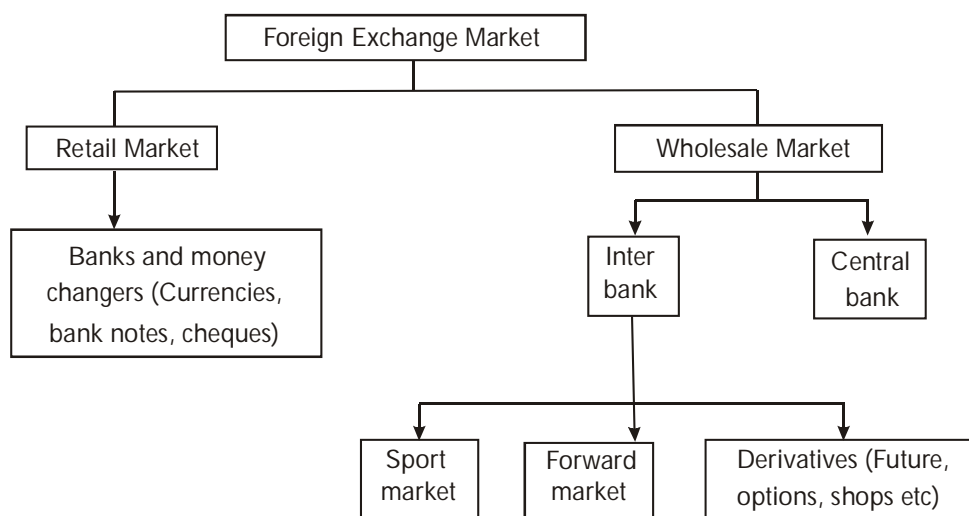 Foreign Exchange Market
Retail Market
Wholesale Market
Banks and money
changers (Currencies,
bank notes, cheques)
Inter
bank
Central
bank
Sport
market
Forward
market
Derivatives (Future,
options, shops etc)